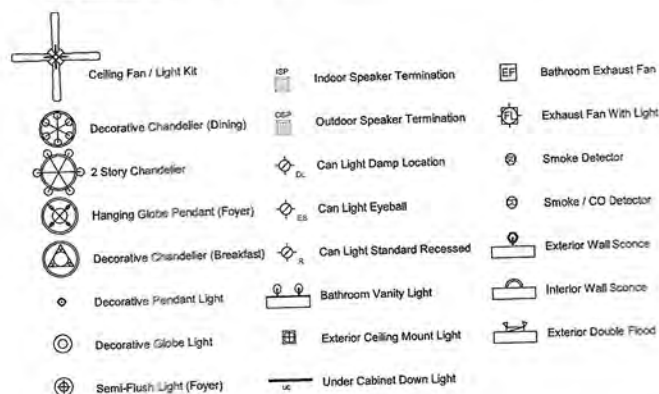 Ceiling Fan / Light Kit
Decorative Chandelier (Dining)
2 Story Chandelier
Hanging Globe Pendant (Foyer)
Decorative Chandelier (Breakfast)
Decorative Pendant Light
Decorative Globe Light
Semi-Flush Light (Foyer)
ISP
Indoor Speaker Termination
OSP
Outdoor Speaker Termination
DL
Can Light Damp Location
EB
Can Light Eyeball
R
Can Light Standard Recessed
Bathroom Vanity Light
Exterior Ceiling Mount Light
UC
Under Cabinet Down Light
EF
Bathroom Exhaust Fan
FL
Exhaust Fan With Light
Smoke Detector
Smoke / CO Detector
Exterior Wall Sconce
Interior Wall Sconce
Exterior Double Flood